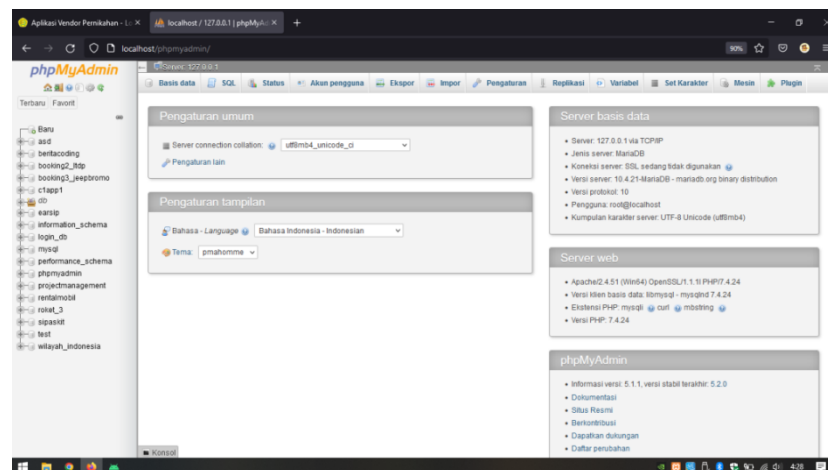 Aplikasi Vendor Pernikahan - Lo
localhost / 127.0.0.1 | phpMyAd
localhost/phpmyadmin/
90%
phpMyAdmin
Terbaru Favorit
Baru
asd
beritacoding
booking2_ltdp
booking3_jeepbromo
c1app1
db
earsip
information_schema
login_db
mysql
performance_schema
phpmyadmin
projectmanagement
rentalmobil
roket_3
sipaskit
test
wilayah_indonesia
Server: 127.0.0.1
Basis data SQL Status Akun pengguna Ekspor Impor Pengaturan Replikasi Variabel Set Karakter Mesin Plugin
Pengaturan umum
Server connection collation: utf8mb4_unicode_ci
Pengaturan lain
Pengaturan tampilan
Bahasa - Language Bahasa Indonesia - Indonesian
Tema: pmahomme
Server basis data
Server: 127.0.0.1 via TCP/IP
Jenis server: MariaDB
Koneksi server: SSL sedang tidak digunakan
Versi server: 10.4.21-MariaDB - mariadb.org binary distribution
Versi protokol: 10
Pengguna: root@localhost
Kumpulan karakter server: UTF-8 Unicode (utf8mb4)
Server web
Apache/2.4.51 (Win64) OpenSSL/1.1.1l PHP/7.4.24
Versi klien basis data: libmysql - mysqlnd 7.4.24
Ekstensi PHP: mysqli curl mbstring
Versi PHP: 7.4.24
phpMyAdmin
Informasi versi: 5.1.1, versi stabil terakhir: 5.2.0
Dokumentasi
Situs Resmi
Berkontribusi
Dapatkan dukungan
Daftar perubahan
Konsol
4:28